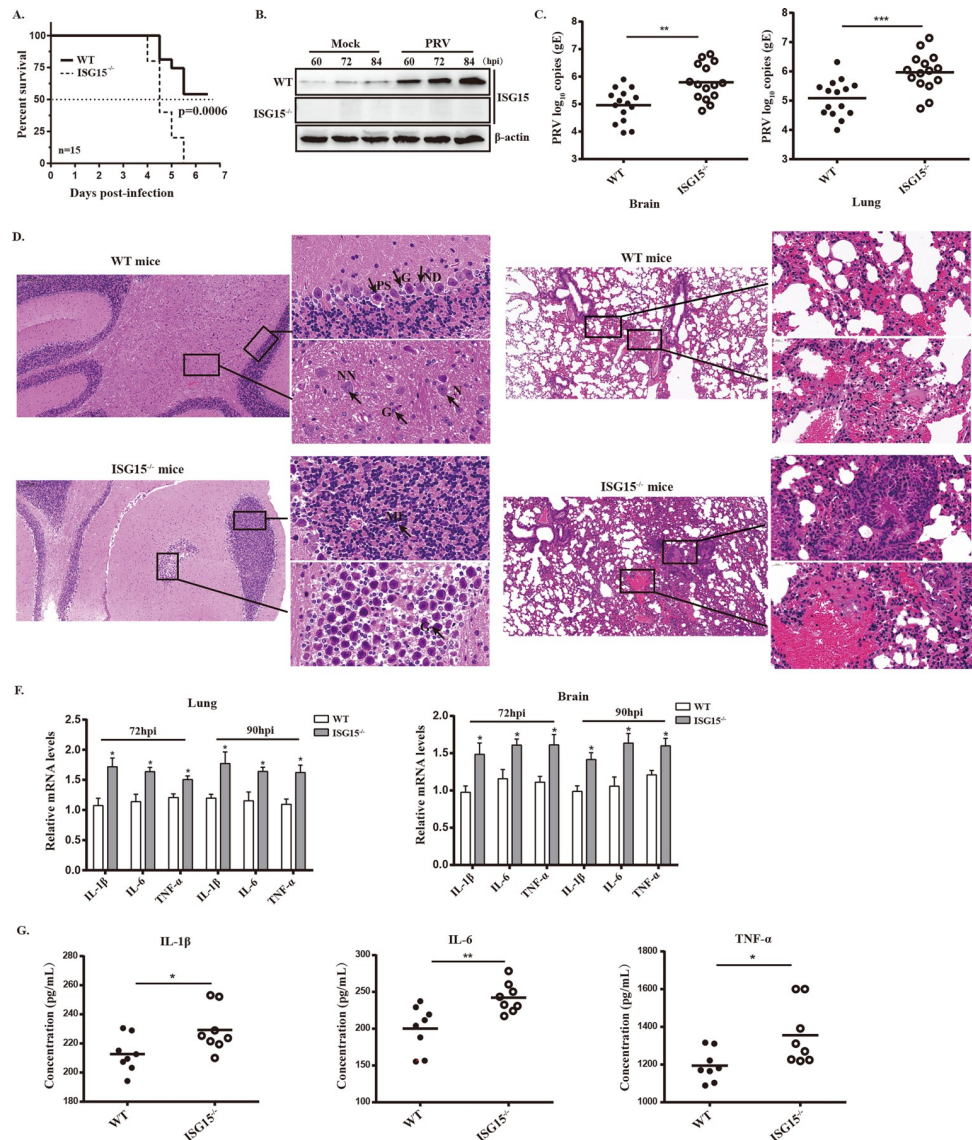 A.
Percent survival
100
75
50
25
0
WT
ISG15-/-
p=0.0006
n=15
0 1 2 3 4 5 6 7
Days post-infection
B.
Mock PRV
60 72 84 60 72 84 (hpi)
WT
ISG15-/-
ISG15
β-actin
C.
PRV log10 copies (gE)
8
7
6
5
4
3
**
WT ISG15-/-
Brain
PRV log10 copies (gE)
8
7
6
5
4
3
***
WT ISG15-/-
Lung
D.
WT mice
PS G ND
NN N
G
WT mice
ISG15-/- mice
MF
G
ISG15-/- mice
F.
Lung
Relative mRNA levels
2.5
2.0
1.5
1.0
0.5
0.0
72hpi 90hpi
WT
ISG15-/-
* * * * * *
IL-1β IL-6 TNF-α IL-1β IL-6 TNF-α
Brain
Relative mRNA levels
2.0
1.5
1.0
0.5
0.0
72hpi 90hpi
WT
ISG15-/-
* * * * * *
IL-1β IL-6 TNF-α IL-1β IL-6 TNF-α
G.
IL-1β
Concentration (pg/mL)
280
260
240
220
200
180
*
WT ISG15-/-
IL-6
Concentration (pg/mL)
300
250
200
150
100
**
WT ISG15-/-
TNF-α
Concentration (pg/mL)
1800
1600
1400
1200
1000
*
WT ISG15-/-